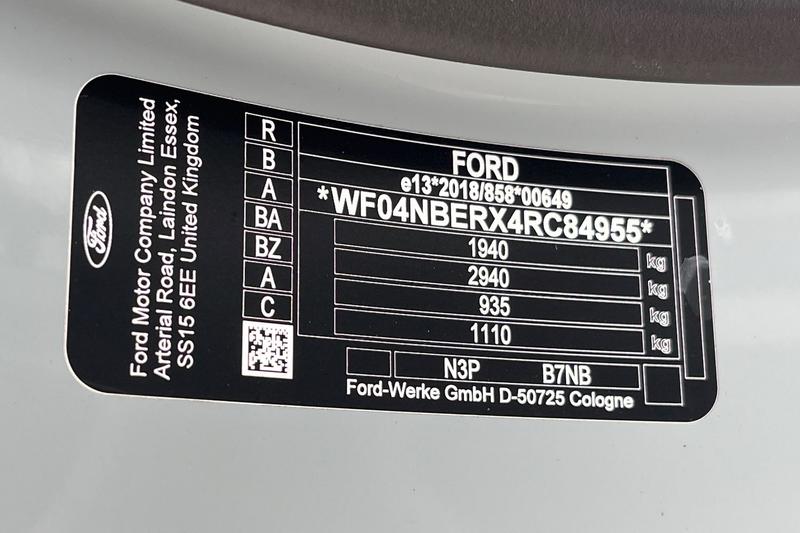 Ford
Ford Motor Company Limited
Arterial Road, Laindon Essex,
SS15 6EE United Kingdom
R
B
A
BA
BZ
A
C
FORD
e13*2018/858*00649
*WF04NBERX4RC84955*
1940
kg
2940
kg
935
kg
1110
kg
N3P B7NB
Ford-Werke GmbH D-50725 Cologne